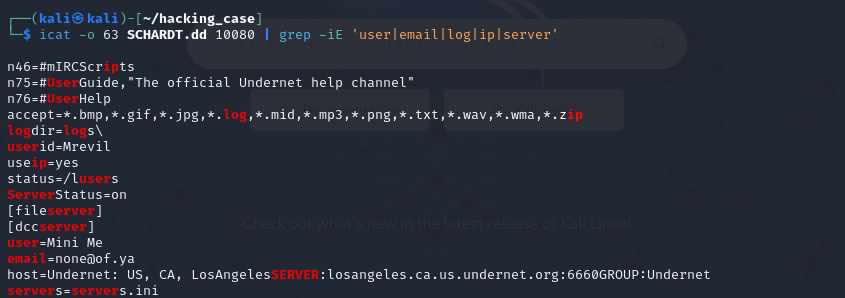 ┌──(kali㉿kali)-[~/hacking_case]
└─$ icat -o 63 SCHARDT.dd 10080 | grep -iE 'user|email|log|ip|server'
n46=#mIRCScripts
n75=#UserGuide,"The official Undernet help channel"
n76=#UserHelp
accept=*.bmp,*.gif,*.jpg,*.log,*.mid,*.mp3,*.png,*.txt,*.wav,*.wma,*.zip
logdir=logs\
userid=Mrevil
useip=yes
status=/lusers
ServerStatus=on
[fileserver]
[dccserver]
Check out what's new in the latest release of Kali Linux!
user=Mini Me
email=none@of.ya
host=Undernet: US, CA, LosAngelesSERVER:losangeles.ca.us.undernet.org:6660GROUP:Undernet
servers=servers.ini